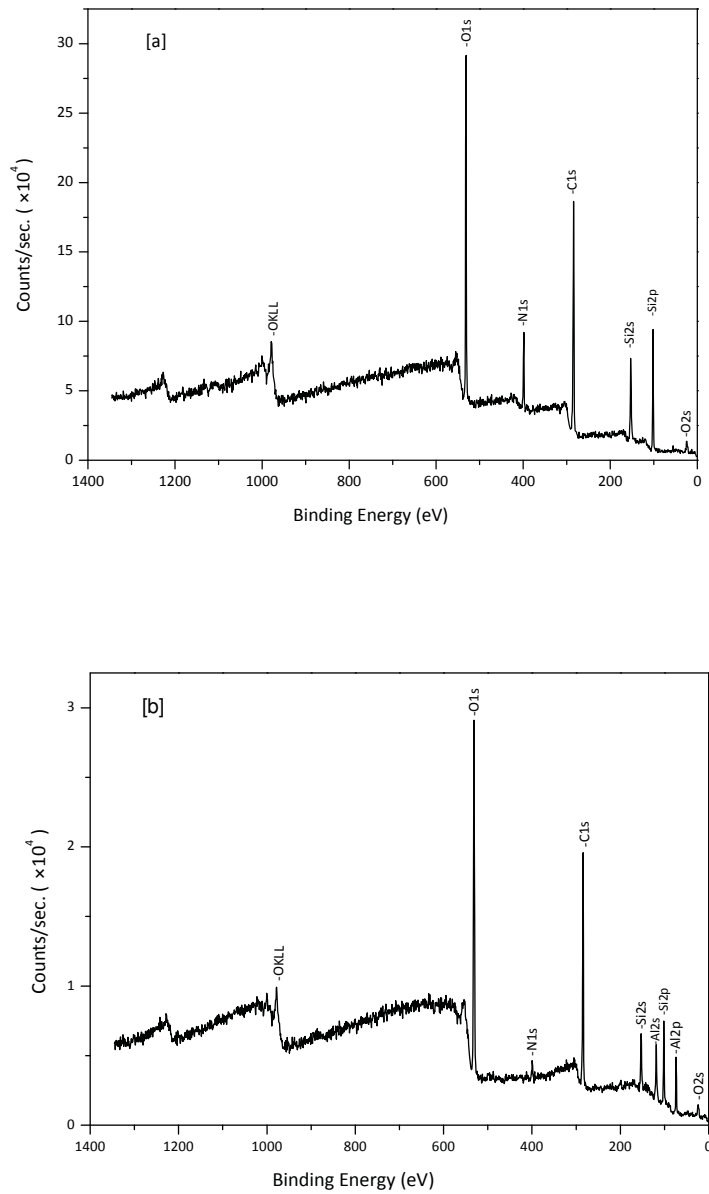 [a]
-O1s
-C1s
-N1s
-OKLL
-Si2s
-Si2p
-O2s
30
25
20
15
10
5
0
Counts/sec. ( ×10⁴)
1400 1200 1000 800 600 400 200 0
Binding Energy (eV)
[b]
-O1s
-C1s
-OKLL
-N1s
-Si2s
-Al2s
-Si2p
-Al2p
-O2s
3
2
1
0
Counts/sec. ( ×10⁴)
1400 1200 1000 800 600 400 200 0
Binding Energy (eV)